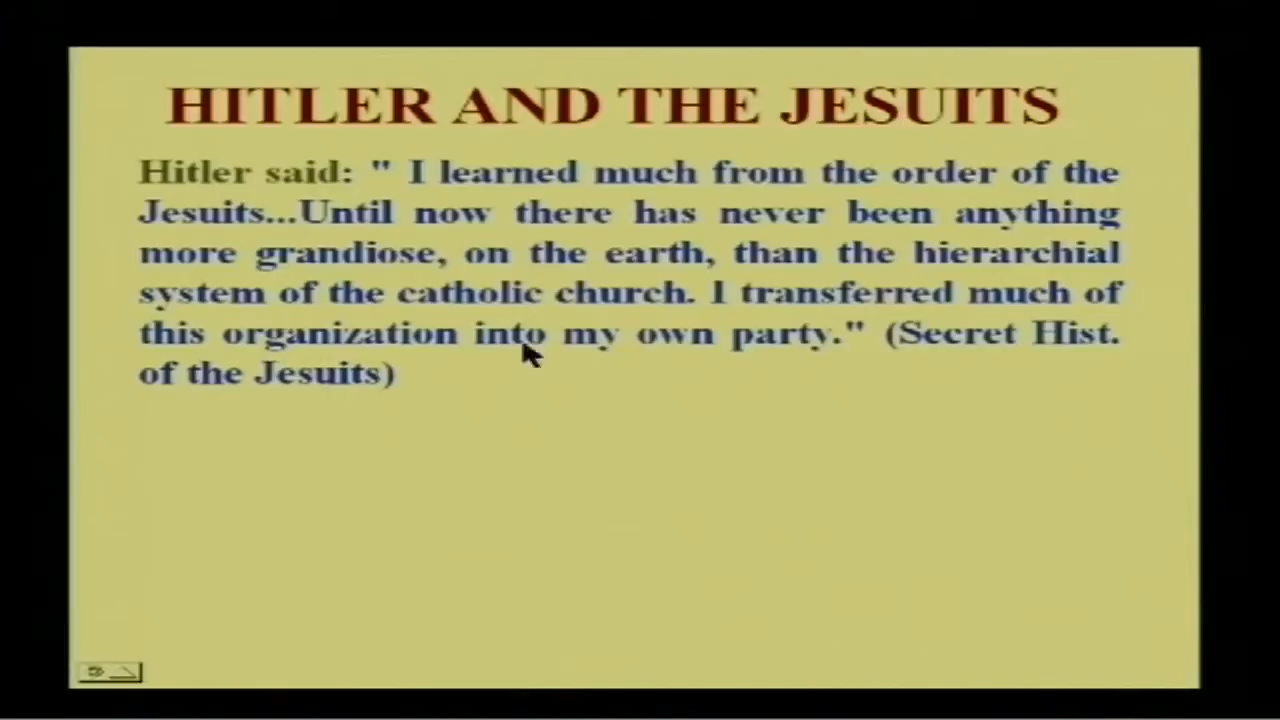 HITLER AND THE JESUITS
Hitler said: " I learned much from the order of the
Jesuits...Until now there has never been anything
more grandiose, on the earth, than the hierarchial
system of the catholic church. I transferred much of
this organization into my own party." (Secret Hist.
of the Jesuits)